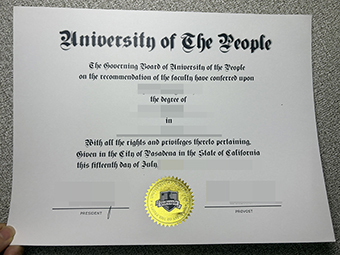 University of The People
The Governing Board of University of the People
on the recommendation of the faculty have conferred upon
the degree of
in
With all the rights and privileges thereto pertaining,
Given in the City of Pasadena in the State of California
this fifteenth day of July
PRESIDENT
PROVOST